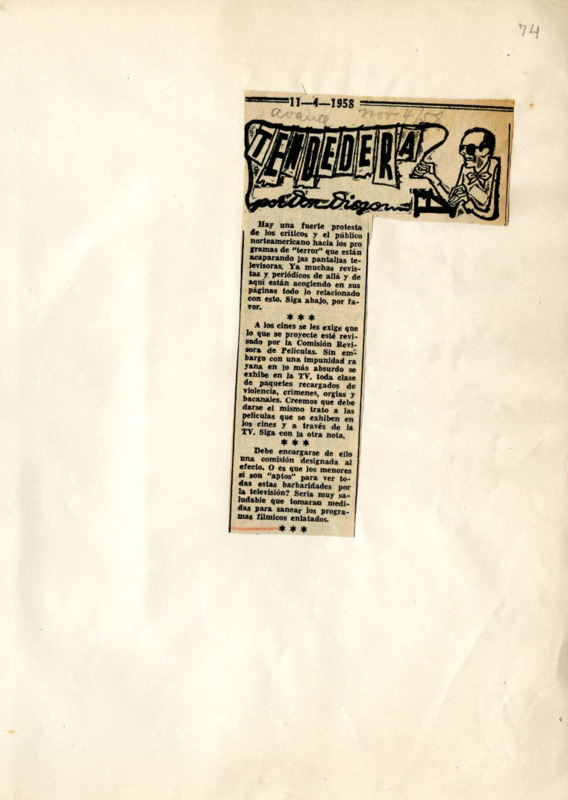 74
11—4—1958
avance nov 4/58
TENDEDERA
por Don Diego
TV
Hay una fuerte protesta
de los críticos y el público
norteamericano hacia los pro
gramas de "terror" que están
acaparando las pantallas te-
levisoras. Ya muchas revis-
tas y periódicos de allá y de
aquí están acogiendo en sus
páginas todo lo relacionado
con esto. Siga abajo, por fa-
vor.
* * *
A los cines se les exige que
lo que se proyecte esté revi-
sado por la Comisión Revi-
sora de Películas. Sin em-
bargo con una impunidad ra
yana en lo más absurdo se
exhibe en la TV. toda clase
de paquetes recargados de
violencia, crímenes, orgías y
bacanales. Creemos que debe
darse el mismo trato a las
películas que se exhiben en
los cines y a través de la
TV. Siga con la otra nota.
* * *
Debe encargarse de ello
una comisión designada al
efecto. O es que los menores
si son "aptos" para ver to-
das estas barbaridades por
la televisión? Sería muy sa-
ludable que tomaran medi-
das para sanear los progra-
mas fílmicos enlatados.
* * *